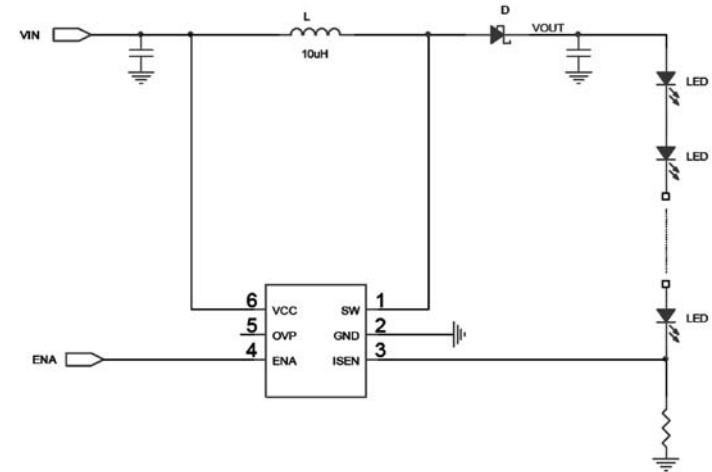 L
D
VIN
VOUT
10uH
LED
LED
6 VCC SW 1
5 OVP GND 2
LED
4 ENA ISEN 3
ENA